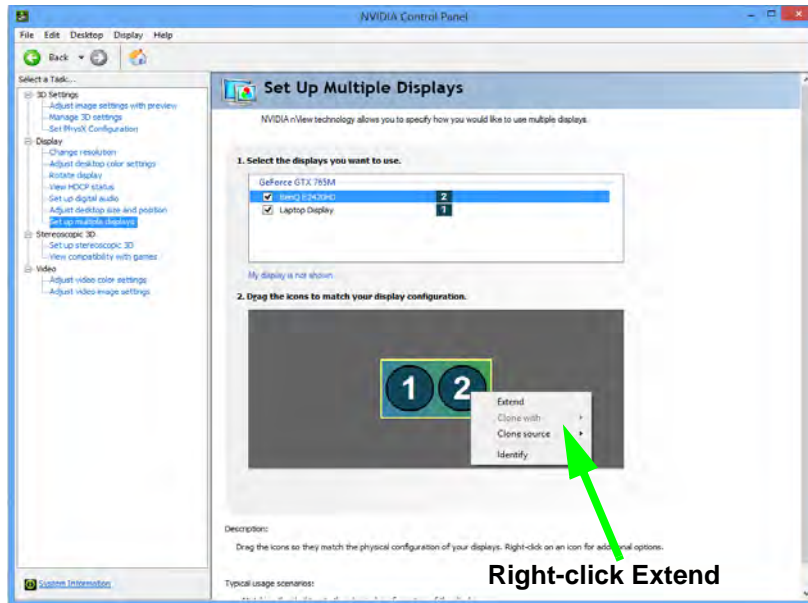 NVIDIA Control Panel
File Edit Desktop Display Help
Back
Select a Task...
3D Settings
Adjust image settings with preview
Manage 3D settings
Set PhysX Configuration
Display
Change resolution
Adjust desktop color settings
Rotate display
View HDCP status
Set up digital audio
Adjust desktop size and position
Set up multiple displays
Stereoscopic 3D
Set up stereoscopic 3D
View compatibility with games
Video
Adjust video color settings
Adjust video image settings
System Information
Set Up Multiple Displays
NVIDIA nView technology allows you to specify how you would like to use multiple displays.
1. Select the displays you want to use.
GeForce GTX 765M
BenQ E2420HD 2
Laptop Display 1
My display is not shown
2. Drag the icons to match your display configuration.
1 2
Extend
Clone with
Clone source
Identify
Description:
Drag the icons so they match the physical configuration of your displays. Right-click on an icon for additional options.
Right-click Extend
Typical usage scenarios: